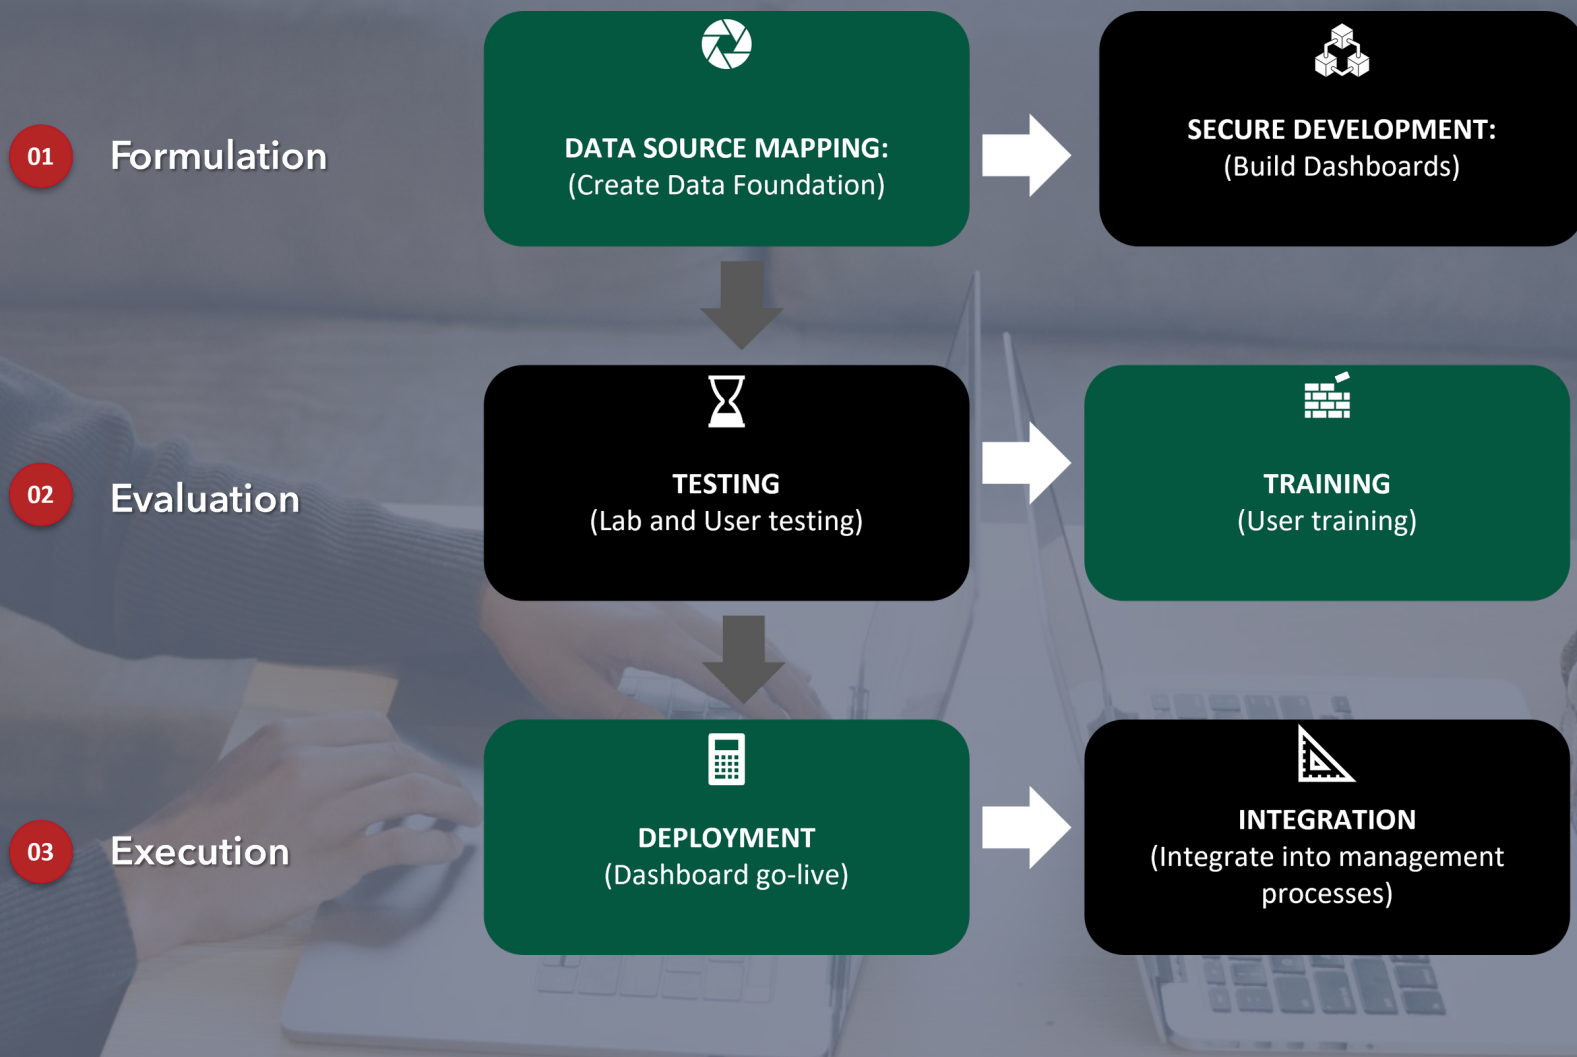 01
Formulation
DATA SOURCE MAPPING:
(Create Data Foundation)
SECURE DEVELOPMENT:
(Build Dashboards)
02
Evaluation
TESTING
(Lab and User testing)
TRAINING
(User training)
03
Execution
DEPLOYMENT
(Dashboard go-live)
INTEGRATION
(Integrate into management
processes)